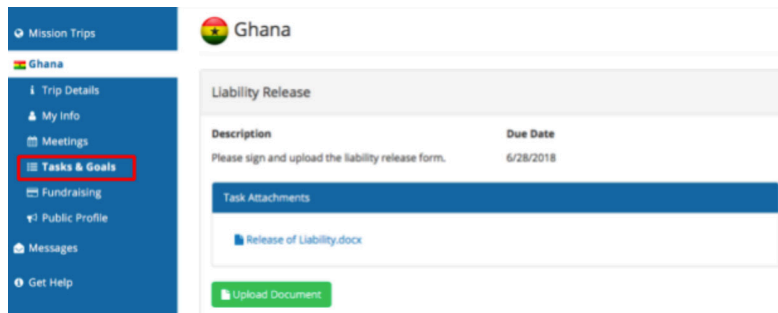 Mission Trips
Ghana
Trip Details
My Info
Meetings
Tasks & Goals
Fundraising
Public Profile
Messages
Get Help
Ghana
Liability Release
Description Due Date
Please sign and upload the liability release form. 6/28/2018
Task Attachments
Release of Liability.docx
Upload Document